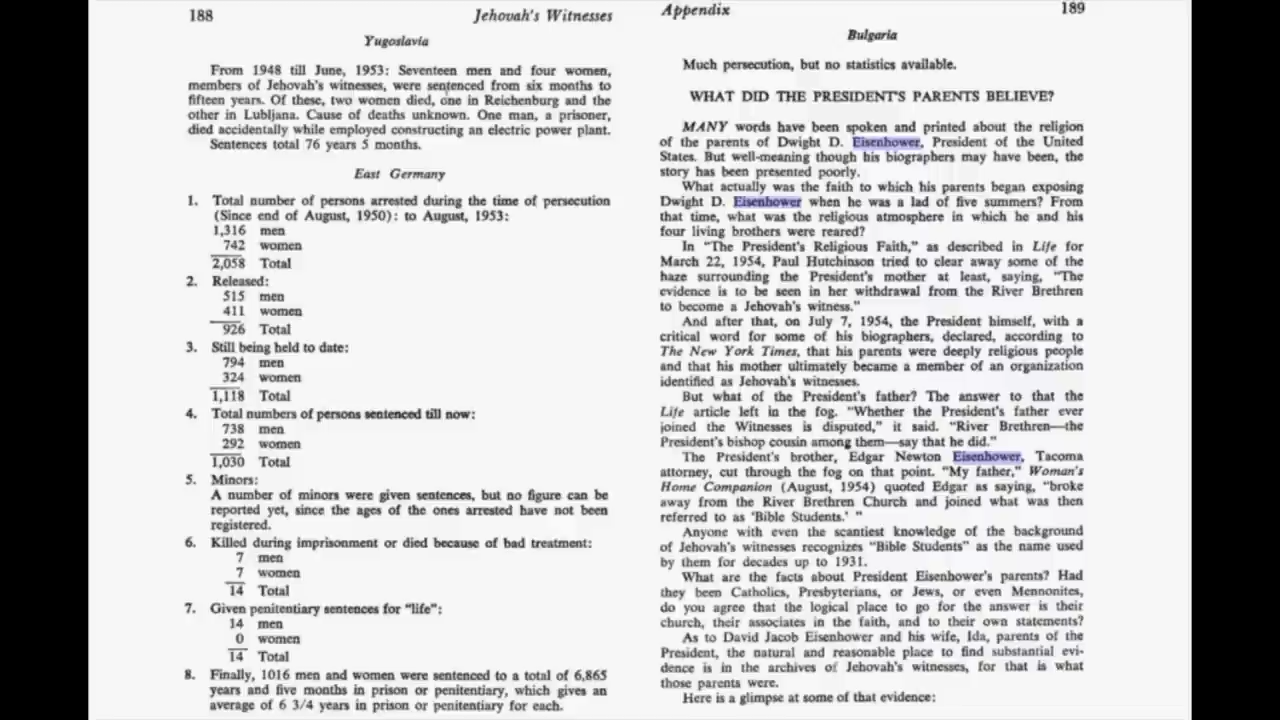 188
Jehovah's Witnesses
Yugoslavia
From 1948 till June, 1953: Seventeen men and four women,
members of Jehovah's witnesses, were sentenced from six months to
fifteen years. Of these, two women died, one in Reichenburg and the
other in Lubljana. Cause of deaths unknown. One man, a prisoner,
died accidentally while employed constructing an electric power plant.
Sentences total 76 years 5 months.
East Germany
1. Total number of persons arrested during the time of persecution
(Since end of August, 1950): to August, 1953:
1,316 men
742 women
2,058 Total
2. Released:
515 men
411 women
926 Total
3. Still being held to date:
794 men
324 women
1,118 Total
4. Total numbers of persons sentenced till now:
738 men
292 women
1,030 Total
5. Minors:
A number of minors were given sentences, but no figure can be
reported yet, since the ages of the ones arrested have not been
registered.
6. Killed during imprisonment or died because of bad treatment:
7 men
7 women
14 Total
7. Given penitentiary sentences for "life":
14 men
0 women
14 Total
8. Finally, 1016 men and women were sentenced to a total of 6,865
years and five months in prison or penitentiary, which gives an
average of 6 3/4 years in prison or penitentiary for each.
Appendix
189
Bulgaria
Much persecution, but no statistics available.
WHAT DID THE PRESIDENT'S PARENTS BELIEVE?
MANY words have been spoken and printed about the religion
of the parents of Dwight D. Eisenhower, President of the United
States. But well-meaning though his biographers may have been, the
story has been presented poorly.
What actually was the faith to which his parents began exposing
Dwight D. Eisenhower when he was a lad of five summers? From
that time, what was the religious atmosphere in which he and his
four living brothers were reared?
In "The President's Religious Faith," as described in Life for
March 22, 1954, Paul Hutchinson tried to clear away some of the
haze surrounding the President's mother at least, saying, "The
evidence is to be seen in her withdrawal from the River Brethren
to become a Jehovah's witness."
And after that, on July 7, 1954, the President himself, with a
critical word for some of his biographers, declared, according to
The New York Times, that his parents were deeply religious people
and that his mother ultimately became a member of an organization
identified as Jehovah's witnesses.
But what of the President's father? The answer to that the
Life article left in the fog. "Whether the President's father ever
joined the Witnesses is disputed," it said. "River Brethren—the
President's bishop cousin among them—say that he did."
The President's brother, Edgar Newton Eisenhower, Tacoma
attorney, cut through the fog on that point. "My father," Woman's
Home Companion (August, 1954) quoted Edgar as saying, "broke
away from the River Brethren Church and joined what was then
referred to as 'Bible Students.' "
Anyone with even the scantiest knowledge of the background
of Jehovah's witnesses recognizes "Bible Students" as the name used
by them for decades up to 1931.
What are the facts about President Eisenhower's parents? Had
they been Catholics, Presbyterians, or Jews, or even Mennonites,
do you agree that the logical place to go for the answer is their
church, their associates in the faith, and to their own statements?
As to David Jacob Eisenhower and his wife, Ida, parents of the
President, the natural and reasonable place to find substantial evi-
dence is in the archives of Jehovah's witnesses, for that is what
those parents were.
Here is a glimpse at some of that evidence: